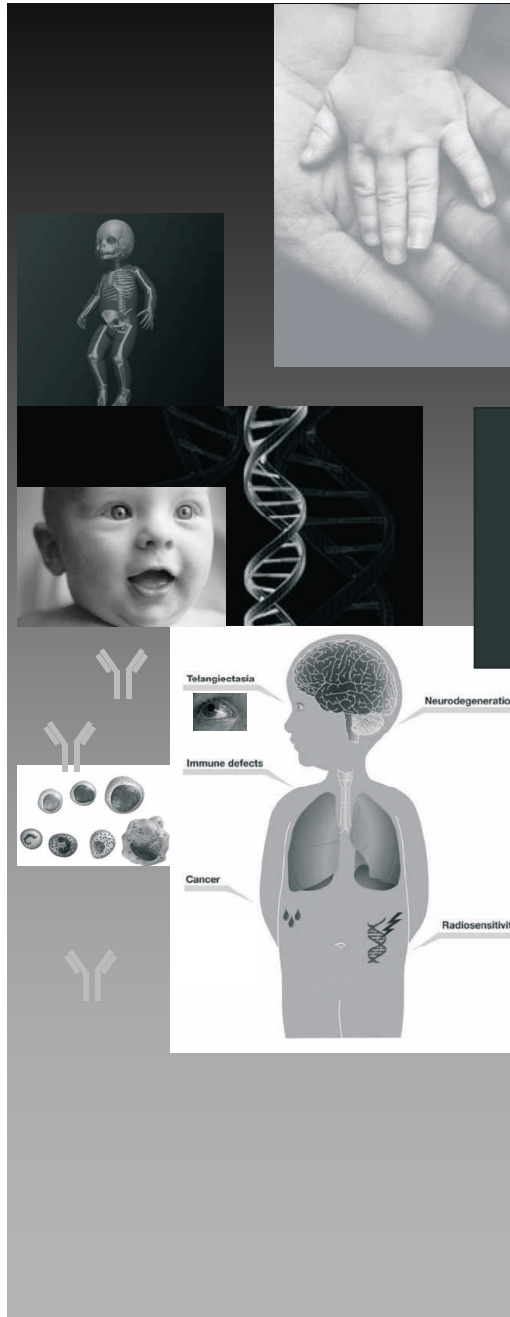 Telangiectasia
Neurodegeneratio
Immune defects
Cancer
Radiosensitivit